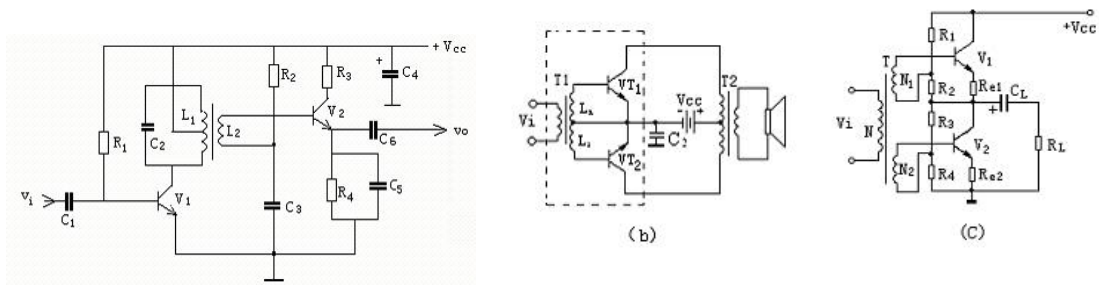 + Vcc
R₂
R₃
+
C₄
L₁
L₂
V₂
C₂
R₁
C₆
vo
V₁
R₄
C₅
vᵢ
C₁
C₃
T1
VT₁
Vcc
- +
T2
Vi
L₂
L₁
C₂
VT₂
(b)
+Vcc
R₁
V₁
T
N₁
R₂
Re1
CL
+
Vi
N
R₃
V₂
RL
N₂
R₄
Re2
(C)